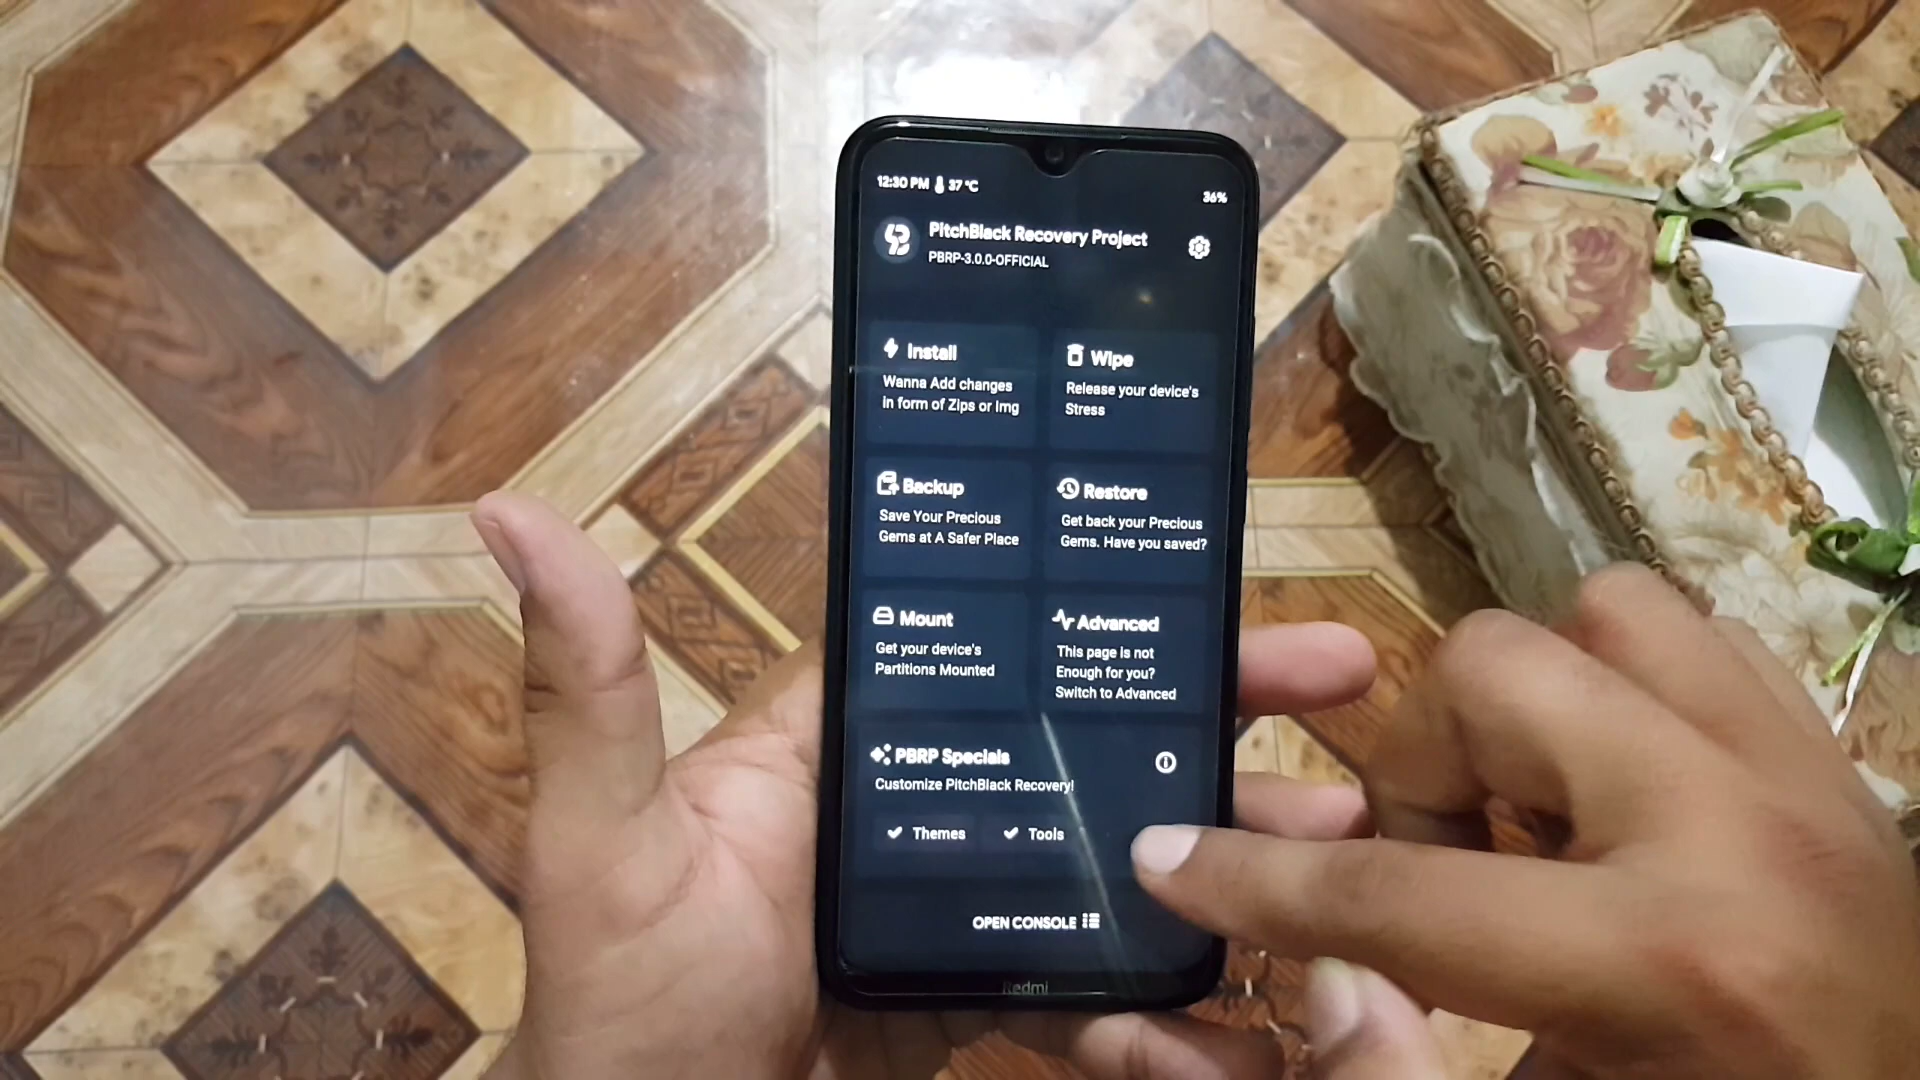 12:30 PM 37 °C
36%
PitchBlack Recovery Project
PBRP-3.0.0-OFFICIAL
Install
Wanna Add changes
in form of Zips or Img
Wipe
Release your device's
Stress
Backup
Save Your Precious
Gems at A Safer Place
Restore
Get back your Precious
Gems. Have you saved?
Mount
Get your device's
Partitions Mounted
Advanced
This page is not
Enough for you?
Switch to Advanced
PBRP Specials
Customize PitchBlack Recovery!
Themes
Tools
OPEN CONSOLE
Redmi